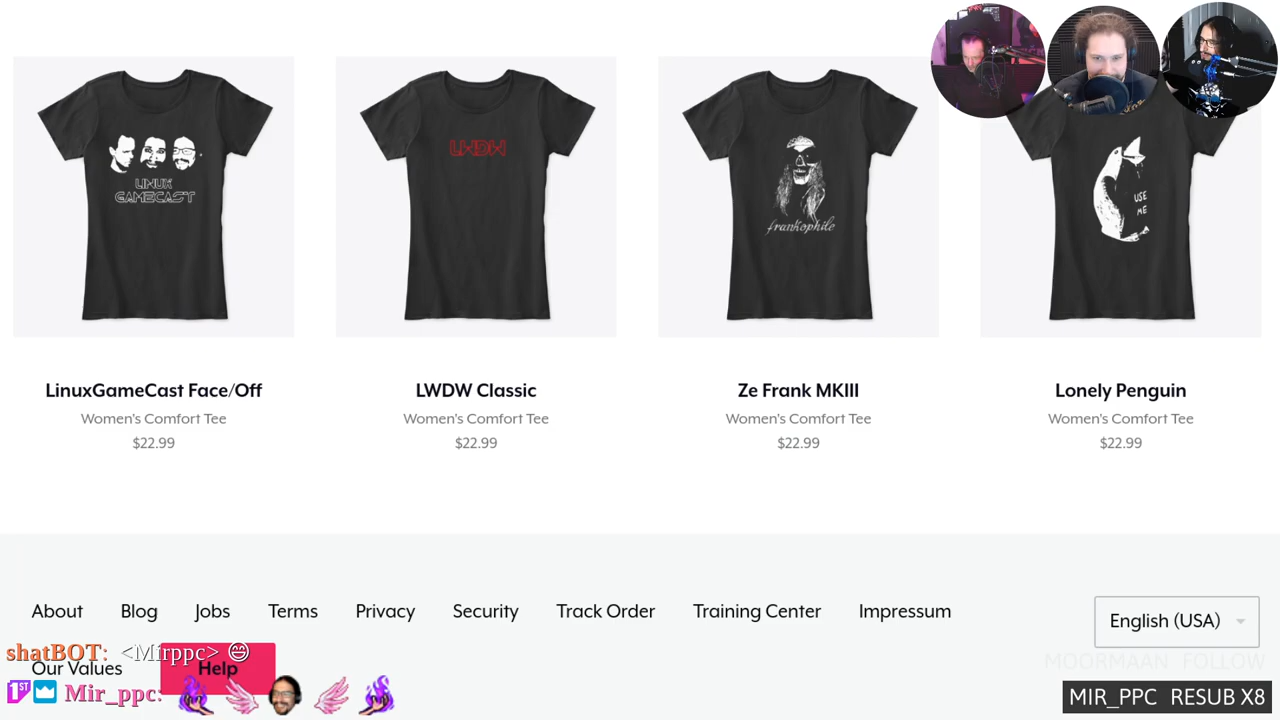 LINUX
GAMECAST
LWDW
frankophile
USE
ME
LinuxGameCast Face/Off
Women's Comfort Tee
$22.99
LWDW Classic
Women's Comfort Tee
$22.99
Ze Frank MKIII
Women's Comfort Tee
$22.99
Lonely Penguin
Women's Comfort Tee
$22.99
About Blog Jobs Terms Privacy Security Track Order Training Center Impressum
English (USA)
Our Values Help
shatBOT: <Mirppc> 😄
1ST Mir_ppc:
MOORMAAN FOLLOW
MIR_PPC RESUB X8